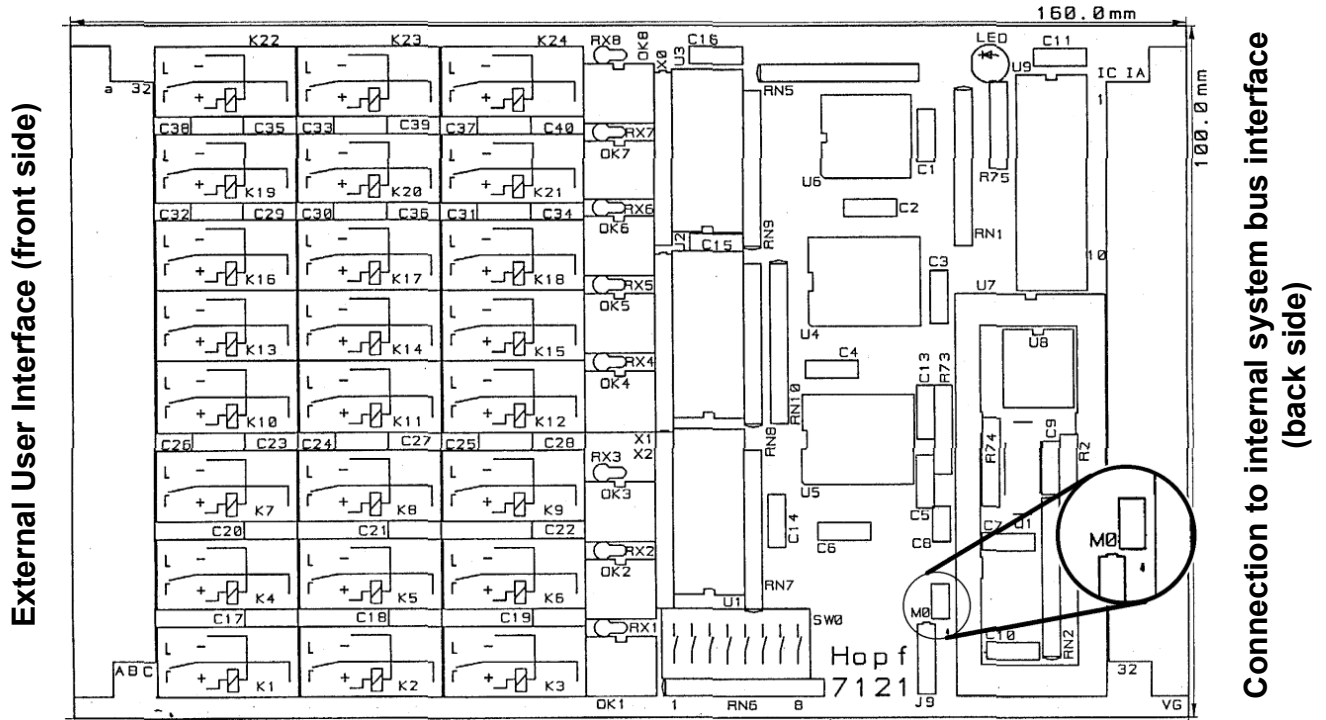 160.0mm
External User Interface (front side)
Connection to internal system bus interface
(back side)
100.0mm
K22 K23 K24 RX8 OK8 X0 U3 C16 LED C11
a 32 L - + L - + L - + RN5 U9 IC IA
1
C38 C35 C33 C39 C37 C40 RX7 OK7 C1
L - + K19 L - + K20 L - + K21 U6 R75
C32 C29 C30 C36 C31 C34 RX6 OK6 C2
U2 C15 RN9 RN1
L - + K16 L - + K17 L - + K18 C3 10
RX5 OK5 U7
L - + K13 L - + K14 L - + K15 U4 U8
RX4 OK4 C4 C13 R73
L - + K10 L - + K11 L - + K12 RN10
C26 C23 C24 C27 C25 C28 X1 RN8 R74 C9 R2
X2
RX3 OK3 U5
L - + K7 L - + K8 L - + K9 C5
C20 C21 C22 C14 C6 C8 C7 U1
M0
4
RX2 OK2
L - + K4 L - + K5 L - + K6 RN7
C17 C18 C19 U1 SW0 M0 4
RX1 C10 RN2
ABC L - + K1 L - + K2 L - + K3 Hopf 32
7121
OK1 1 RN6 8 J9 VG